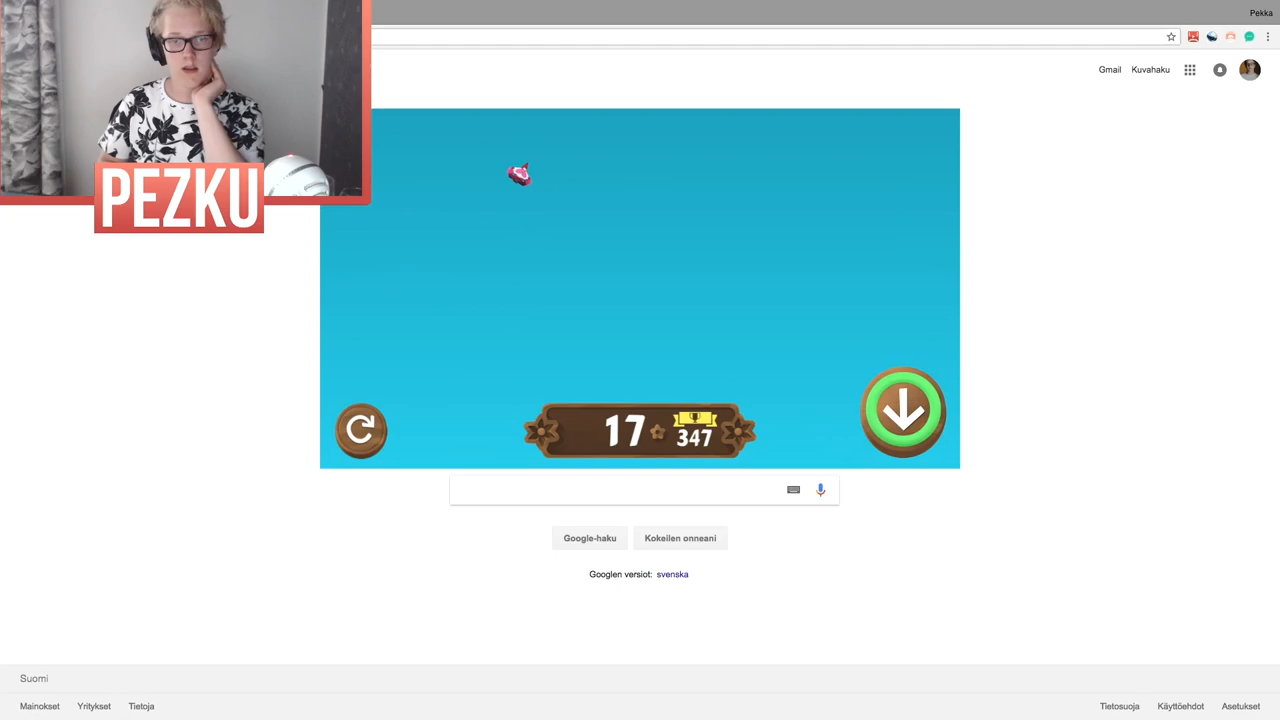 Pekka
Gmail Kuvahaku
PEZKU
17 347
Google-haku Kokeilen onneani
Googlen versiot: svenska
Suomi
Mainokset Yritykset Tietoja Tietosuoja Käyttöehdot Asetukset